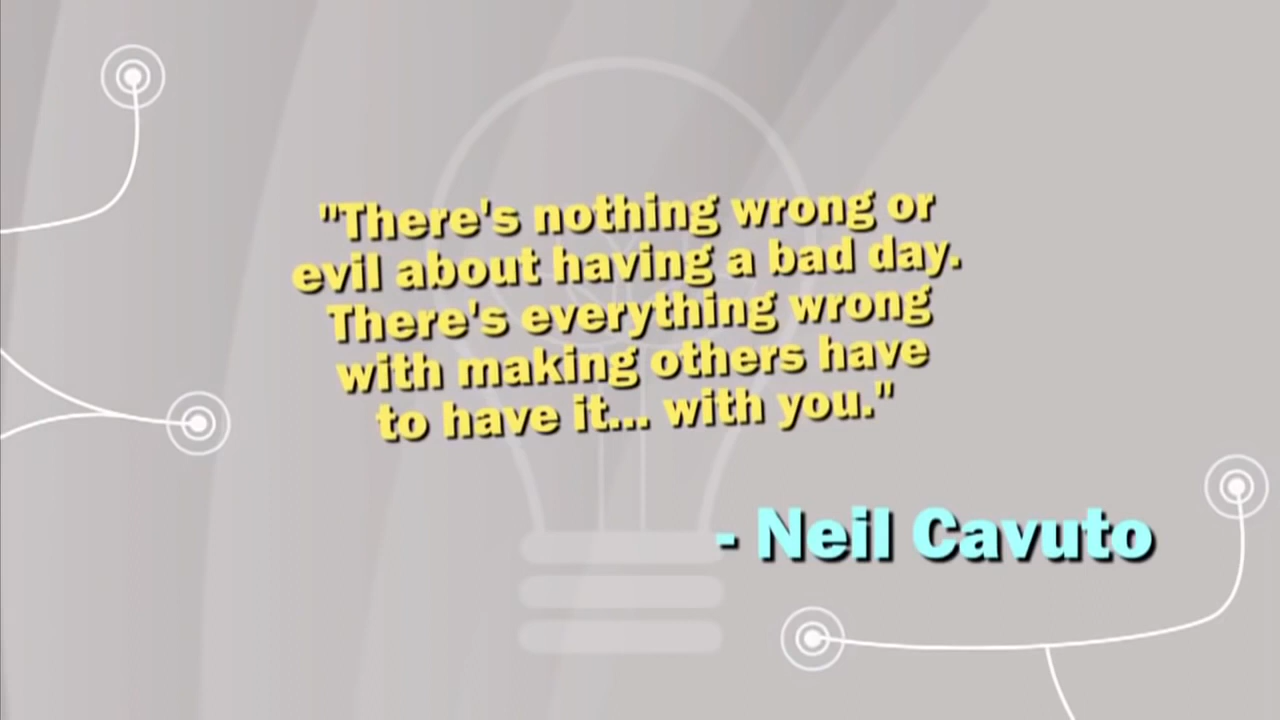 "There's nothing wrong or
evil about having a bad day.
There's everything wrong
with making others have
to have it... with you."
- Neil Cavuto